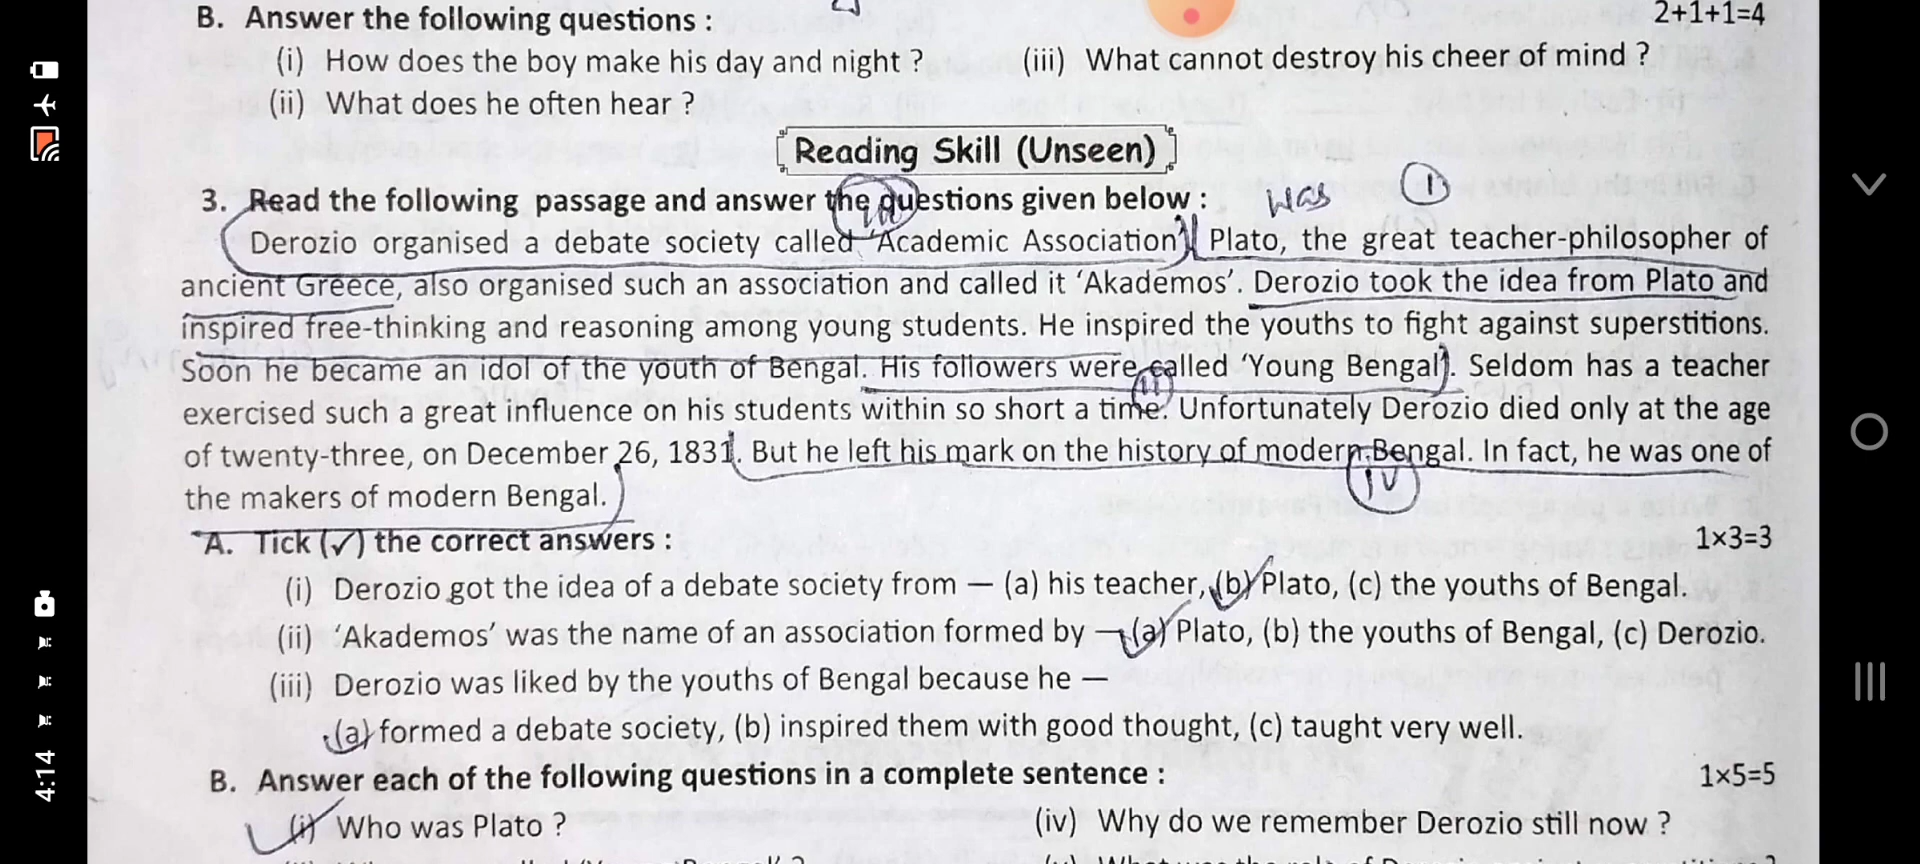 B. Answer the following questions : 2+1+1=4
(i) How does the boy make his day and night ? (iii) What cannot destroy his cheer of mind ?
(ii) What does he often hear ?
Reading Skill (Unseen)
3. Read the following passage and answer the questions given below : was 1
Derozio organised a debate society called 'Academic Association'. Plato, the great teacher-philosopher of
ancient Greece, also organised such an association and called it 'Akademos'. Derozio took the idea from Plato and
inspired free-thinking and reasoning among young students. He inspired the youths to fight against superstitions.
Soon he became an idol of the youth of Bengal. His followers were called 'Young Bengal'. Seldom has a teacher
exercised such a great influence on his students within so short a time. Unfortunately Derozio died only at the age
of twenty-three, on December 26, 1831. But he left his mark on the history of modern Bengal. In fact, he was one of
iv
the makers of modern Bengal.
A. Tick (✓) the correct answers : 1×3=3
(i) Derozio got the idea of a debate society from — (a) his teacher, (b) Plato, (c) the youths of Bengal.
(ii) 'Akademos' was the name of an association formed by — (a) Plato, (b) the youths of Bengal, (c) Derozio.
(iii) Derozio was liked by the youths of Bengal because he —
(a) formed a debate society, (b) inspired them with good thought, (c) taught very well.
B. Answer each of the following questions in a complete sentence : 1×5=5
(i) Who was Plato ? (iv) Why do we remember Derozio still now ?
4:14